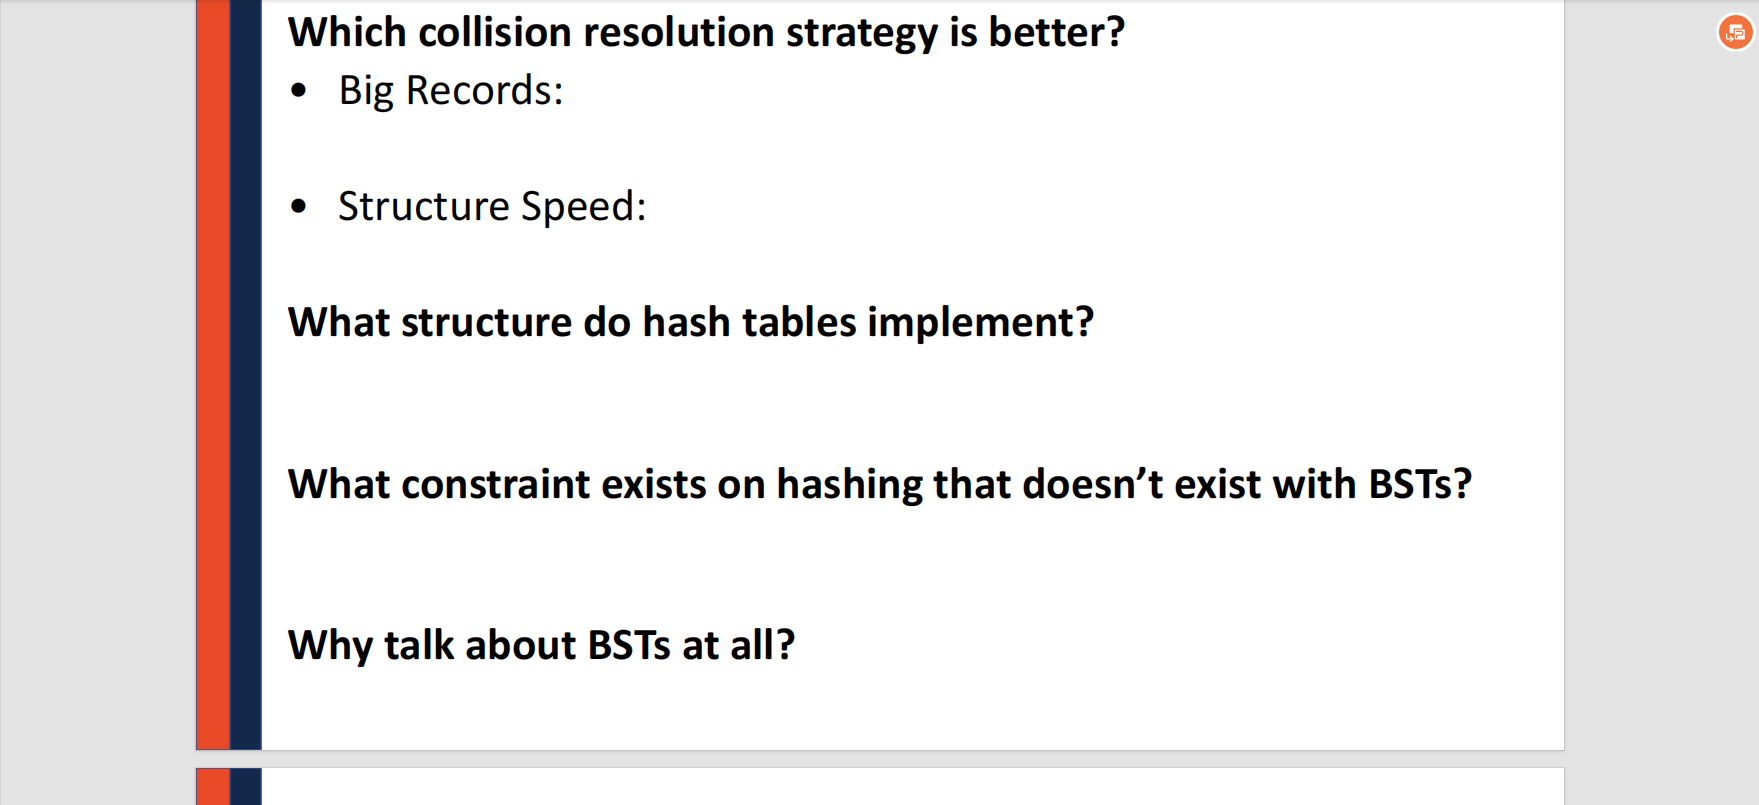 Which collision resolution strategy is better?
• Big Records:
• Structure Speed:
What structure do hash tables implement?
What constraint exists on hashing that doesn’t exist with BSTs?
Why talk about BSTs at all?